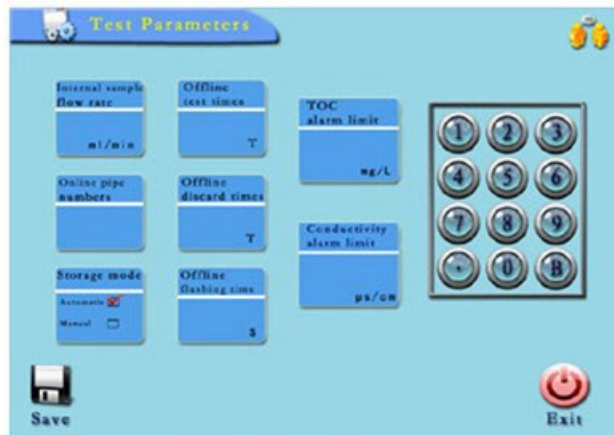 Test Parameters
Internal sample
flow rate
ml/min
Offline
test times
T
TOC
alarm limit
mg/L
1 2 3
Online pipe
numbers
Offline
discard times
T
4 5 6
Conductivity
alarm limit
µs/cm
7 8 9
Storage mode
Automatic
Manual
Offline
flushing time
S
. 0 B
Save
Exit